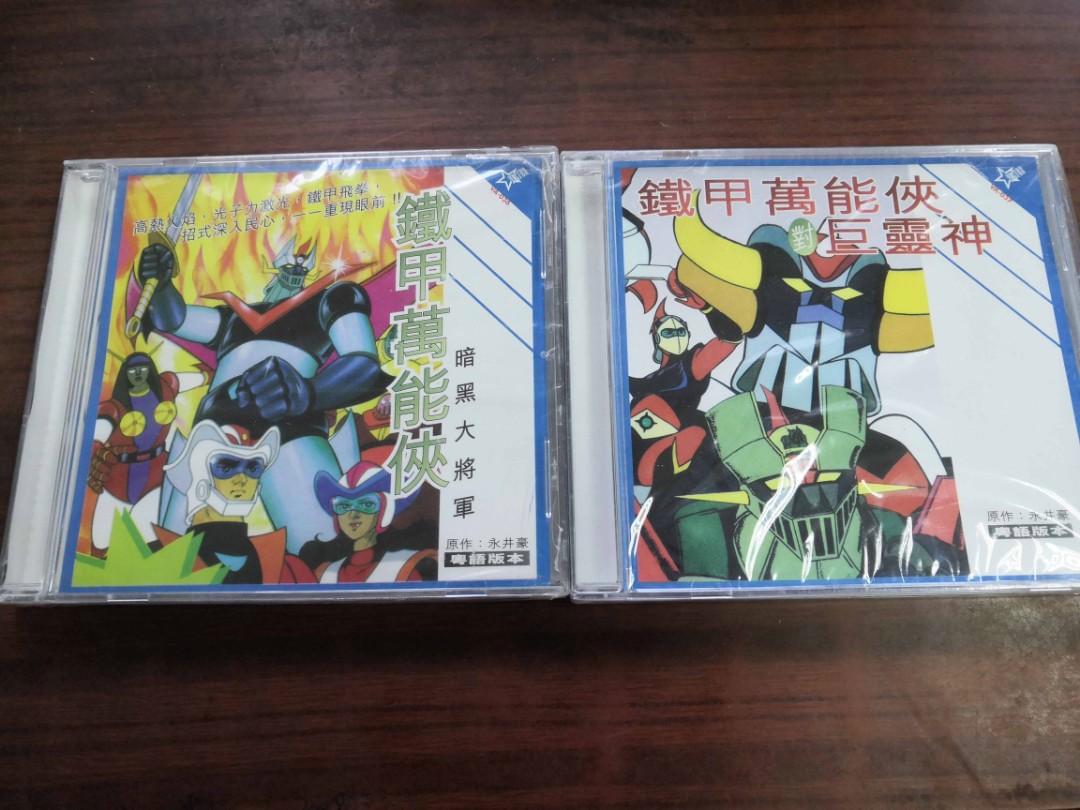 高熱火焰，光子力激光，鐵甲飛拳，
招式深入民心，一一重現眼前!!
鐵甲萬能俠
暗黑大將軍
原作：永井豪
粵語版本
鐵甲萬能俠
對巨靈神
原作：永井豪
粵語版本